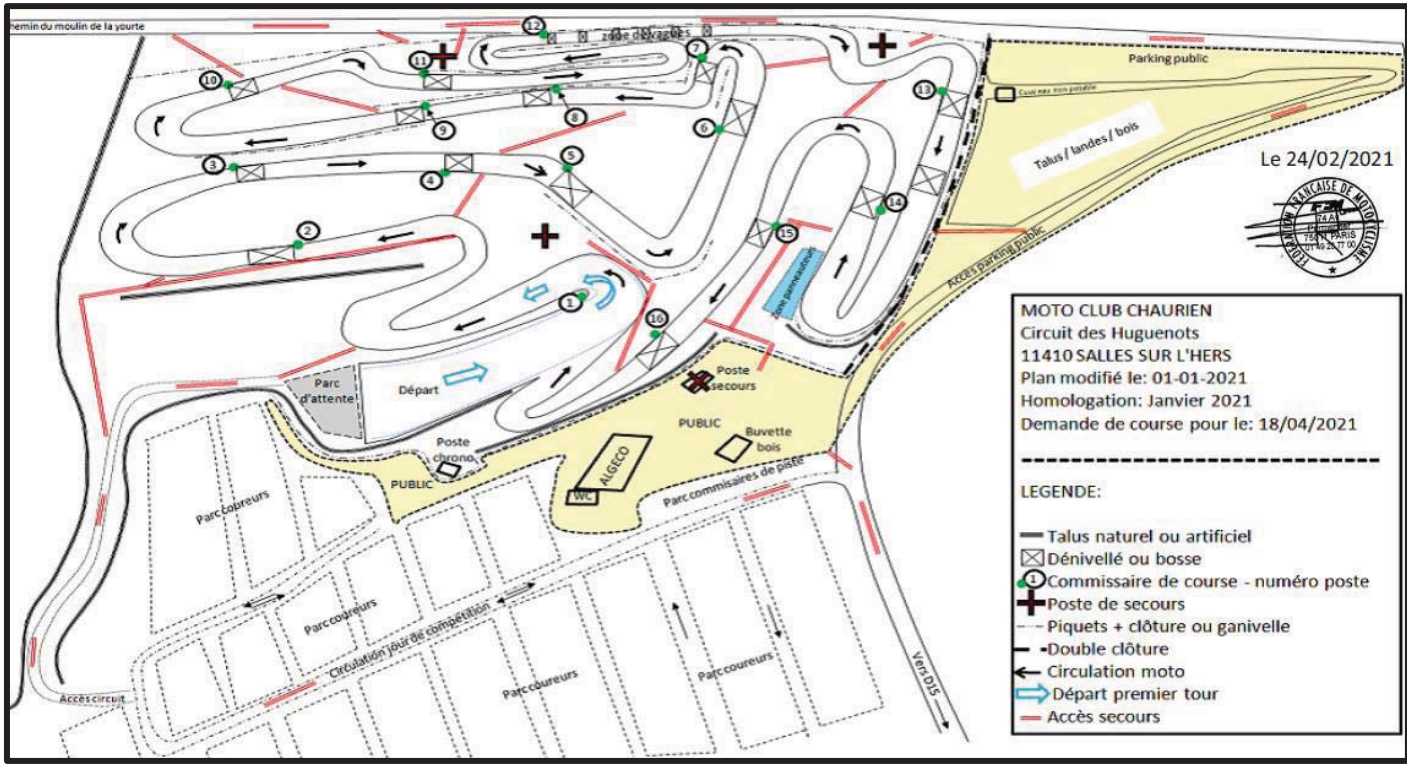 hemin du moulin de la yourte
12
zone de vagues
7
11
10
13
Parking public
Cuve eau non potable
9
8
6
Talus / landes / bois
Le 24/02/2021
FEDERATION FRANÇAISE DE MOTOCYCLISME
3
4
5
14
2
15
Zone panneauteurs
Accès parking public
1
16
Parc
d'attente
Départ
Poste
secours
PUBLIC
Buvette
bois
Poste
chrono
PUBLIC
ALGECO
WC
Parc commisaires de piste
Parc coureurs
Parc coureurs
Circulation jour de compétition
Parc coureurs
Parc coureurs
Accès circuit
Vers D15
MOTO CLUB CHAURIEN
Circuit des Huguenots
11410 SALLES SUR L'HERS
Plan modifié le: 01-01-2021
Homologation: Janvier 2021
Demande de course pour le: 18/04/2021
LEGENDE:
Talus naturel ou artificiel
Dénivellé ou bosse
1 Commissaire de course - numéro poste
Poste de secours
Piquets + clôture ou ganivelle
Double clôture
Circulation moto
Départ premier tour
Accès secours